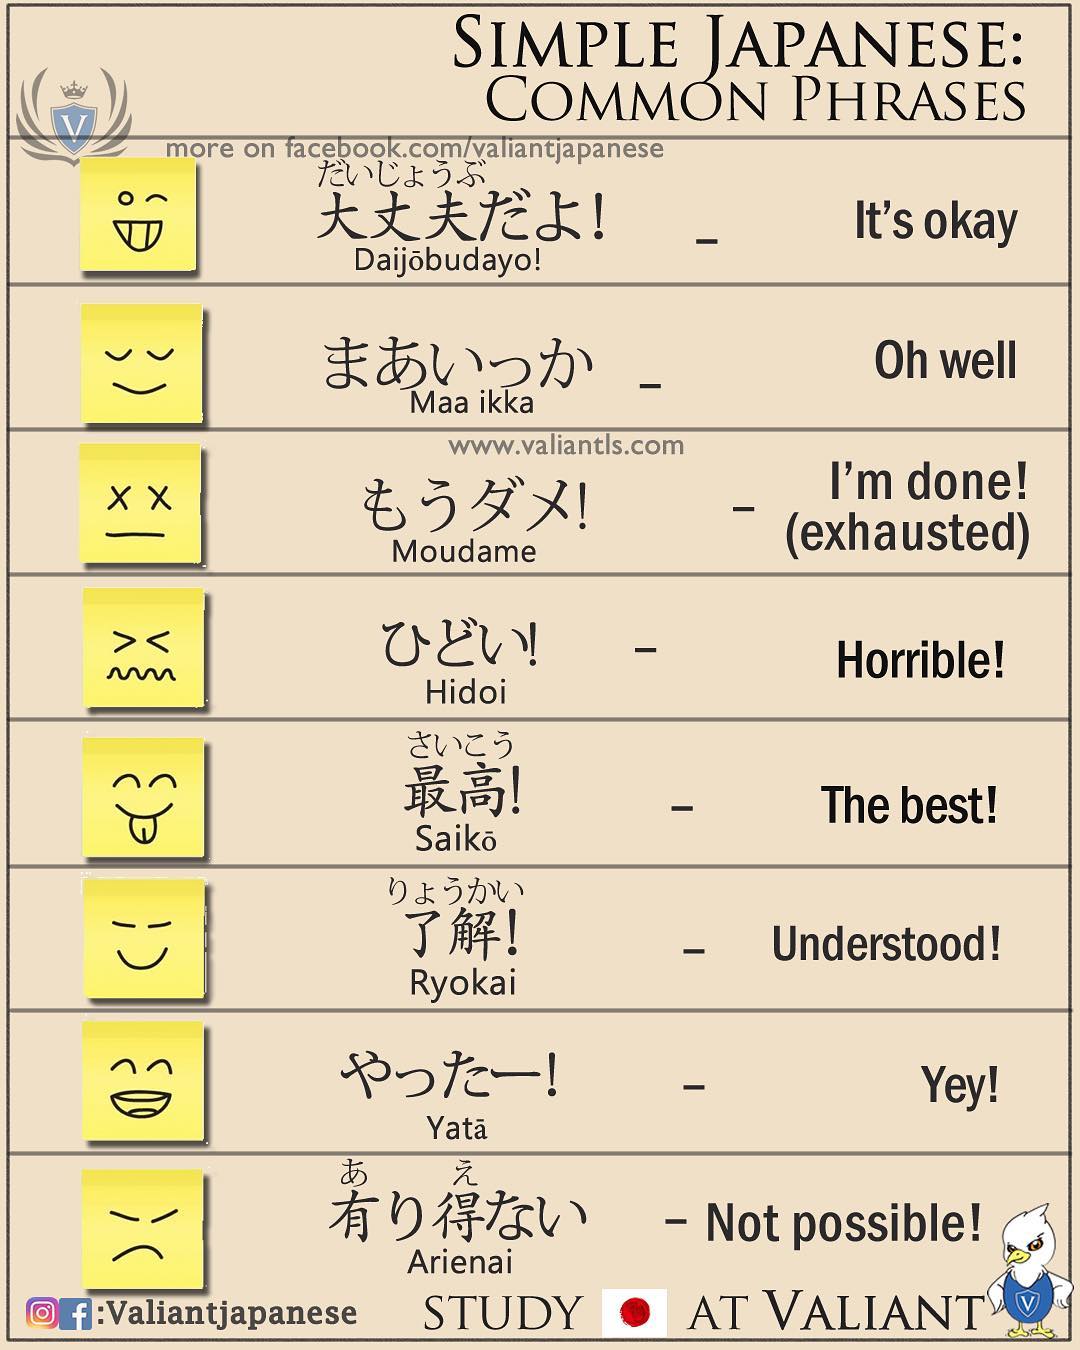 SIMPLE JAPANESE:
COMMON PHRASES
V
more on facebook.com/valiantjapanese
だいじょうぶ
大丈夫だよ!
Daijōbudayo!
– It's okay
まあいっか
Maa ikka
– Oh well
www.valiantls.com
もうダメ!
Moudame
– I'm done!
(exhausted)
ひどい!
Hidoi
– Horrible!
さいこう
最高!
Saikō
– The best!
りょうかい
了解!
Ryokai
– Understood!
やったー!
Yatā
– Yey!
あ え
有り得ない
Arienai
– Not possible!
:Valiantjapanese
STUDY AT VALIANT
V